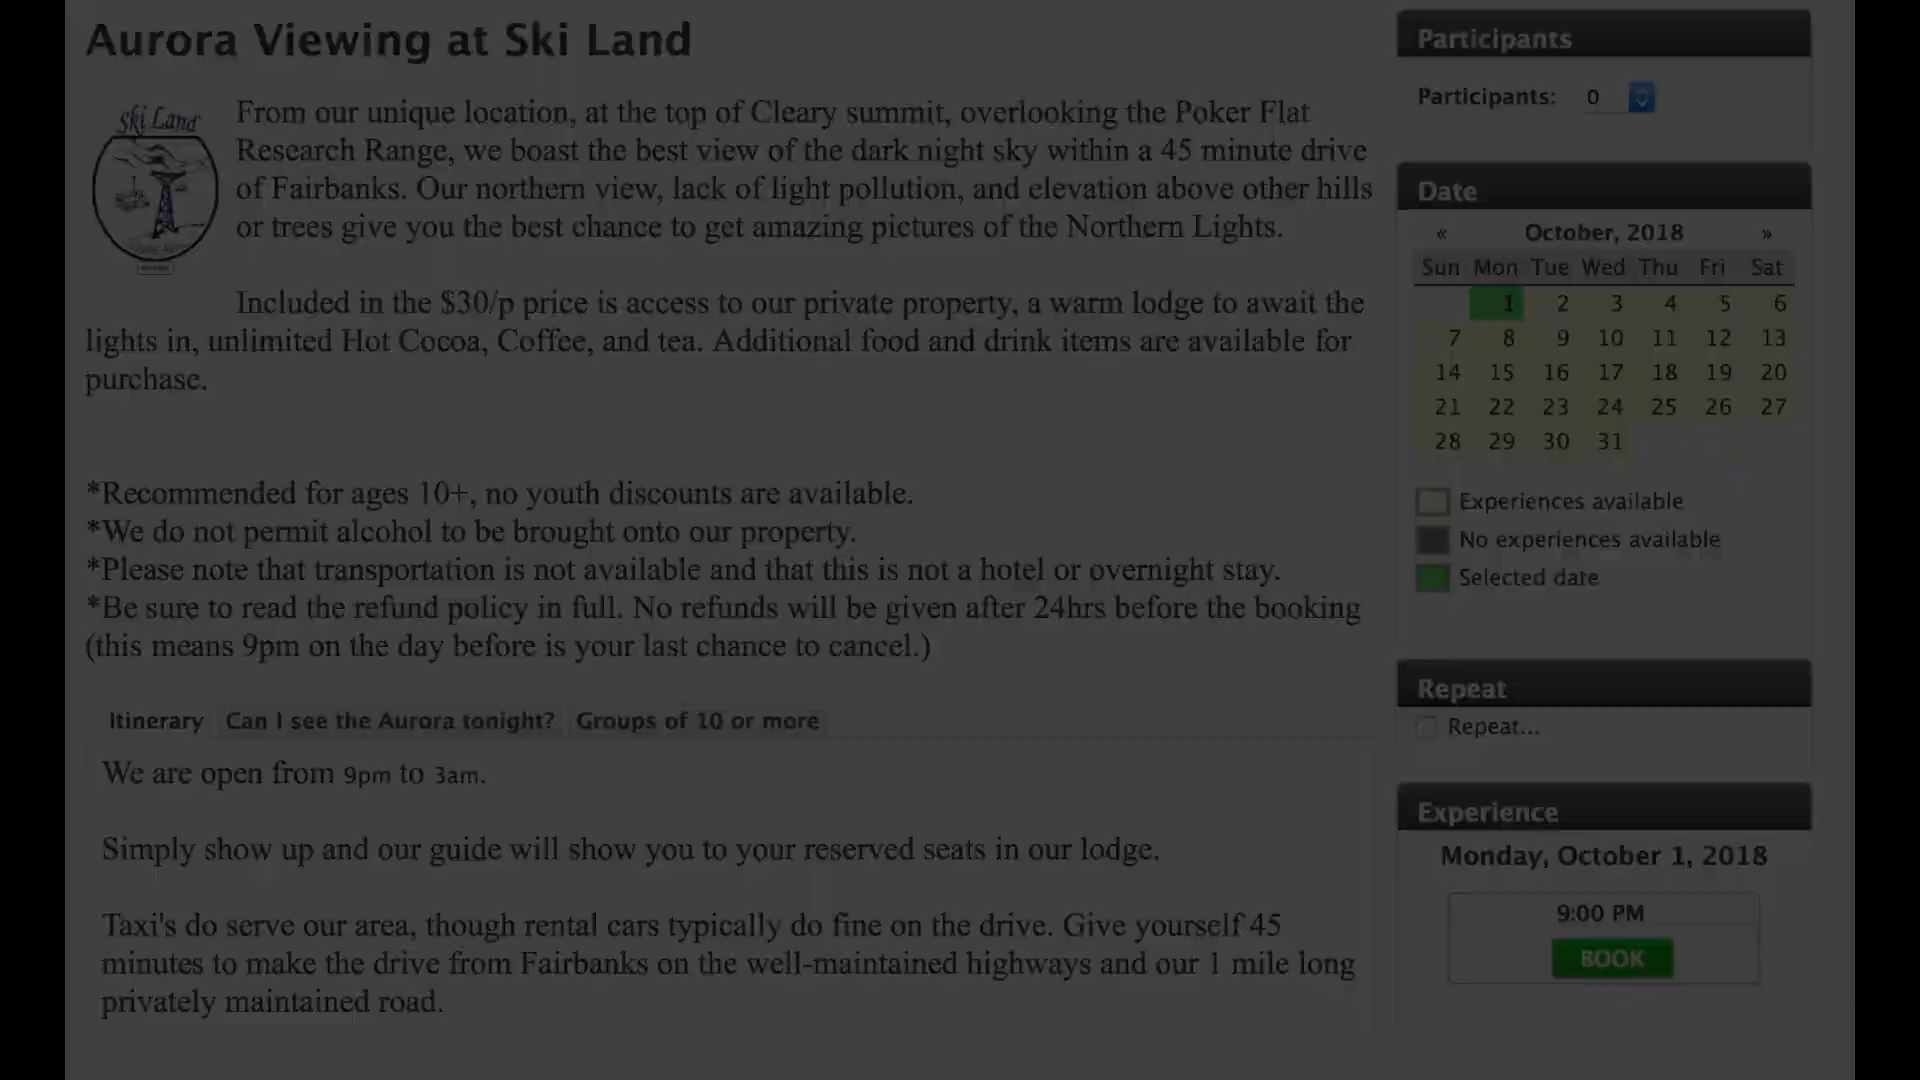 Aurora Viewing at Ski Land
Ski Land
From our unique location, at the top of Cleary summit, overlooking the Poker Flat
Research Range, we boast the best view of the dark night sky within a 45 minute drive
of Fairbanks. Our northern view, lack of light pollution, and elevation above other hills
or trees give you the best chance to get amazing pictures of the Northern Lights.
Included in the $30/p price is access to our private property, a warm lodge to await the
lights in, unlimited Hot Cocoa, Coffee, and tea. Additional food and drink items are available for
purchase.
*Recommended for ages 10+, no youth discounts are available.
*We do not permit alcohol to be brought onto our property.
*Please note that transportation is not available and that this is not a hotel or overnight stay.
*Be sure to read the refund policy in full. No refunds will be given after 24hrs before the booking
(this means 9pm on the day before is your last chance to cancel.)
Itinerary Can I see the Aurora tonight? Groups of 10 or more
We are open from 9pm to 3am.
Simply show up and our guide will show you to your reserved seats in our lodge.
Taxi's do serve our area, though rental cars typically do fine on the drive. Give yourself 45
minutes to make the drive from Fairbanks on the well-maintained highways and our 1 mile long
privately maintained road.
Participants
Participants: 0
Date
« October, 2018 »
Sun Mon Tue Wed Thu Fri Sat
1 2 3 4 5 6
7 8 9 10 11 12 13
14 15 16 17 18 19 20
21 22 23 24 25 26 27
28 29 30 31
Experiences available
No experiences available
Selected date
Repeat
Repeat...
Experience
Monday, October 1, 2018
9:00 PM
BOOK